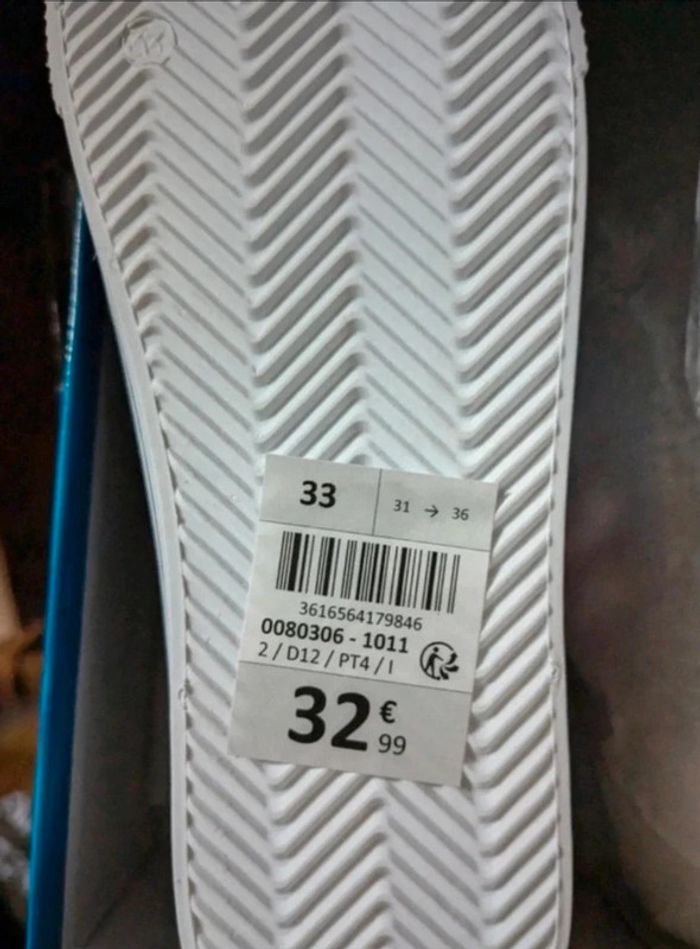 33
31 → 36
3616564179846
0080306 - 1011
2 / D12 / PT4 / I
32 €
99